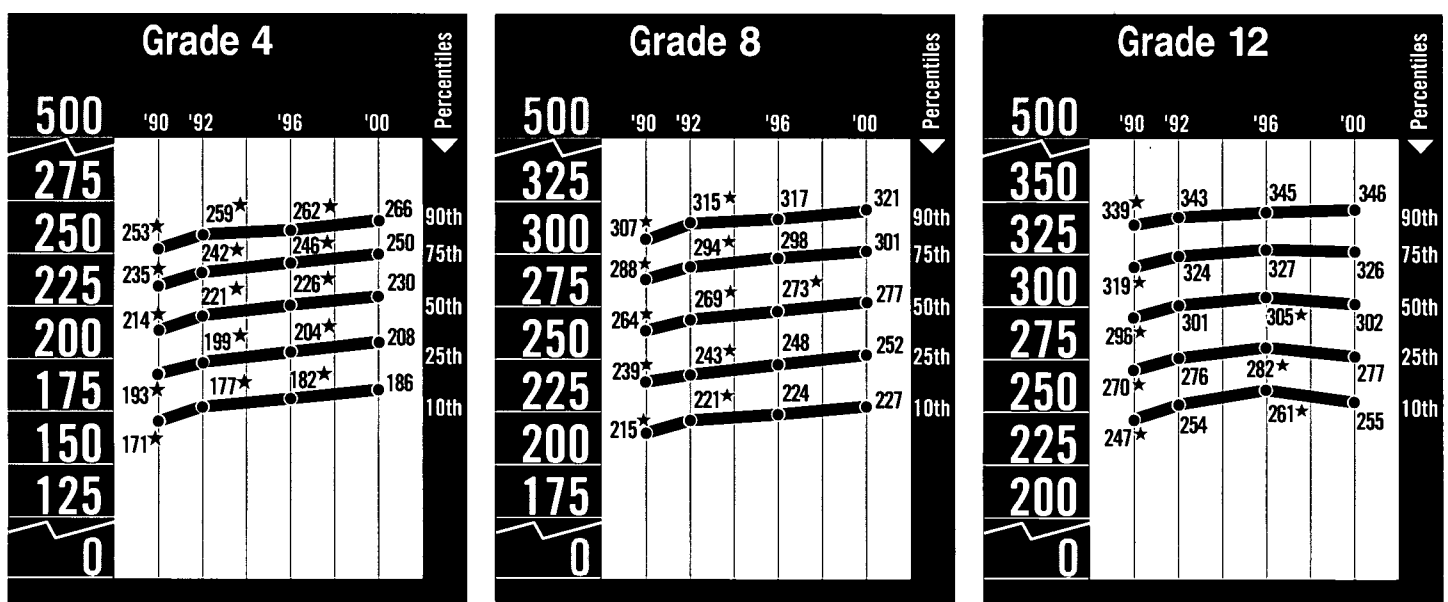 Grade 4
Percentiles
500 '90 '92 '96 '00
275
250 253★ 259★ 262★ 266 90th
235★ 242★ 246★ 250 75th
225
214★ 221★ 226★ 230 50th
200
193★ 199★ 204★ 208 25th
175
171★ 177★ 182★ 186 10th
150
125
0
Grade 8
Percentiles
500 '90 '92 '96 '00
325
300 307★ 315★ 317 321 90th
288★ 294★ 298 301 75th
275
264★ 269★ 273★ 277 50th
250
239★ 243★ 248 252 25th
225
215★ 221★ 224 227 10th
200
175
0
Grade 12
Percentiles
500 '90 '92 '96 '00
350
325 339★ 343 345 346 90th
319★ 324 327 326 75th
300
296★ 301 305★ 302 50th
275
270★ 276 282★ 277 25th
250
247★ 254 261★ 255 10th
225
200
0